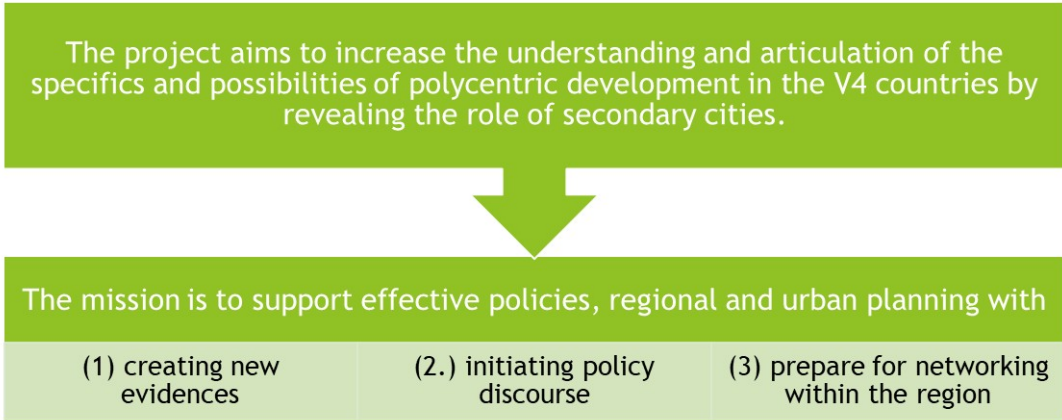 The project aims to increase the understanding and articulation of the
specifics and possibilities of polycentric development in the V4 countries by
revealing the role of secondary cities.
The mission is to support effective policies, regional and urban planning with
(1) creating new
evidences
(2.) initiating policy
discourse
(3) prepare for networking
within the region